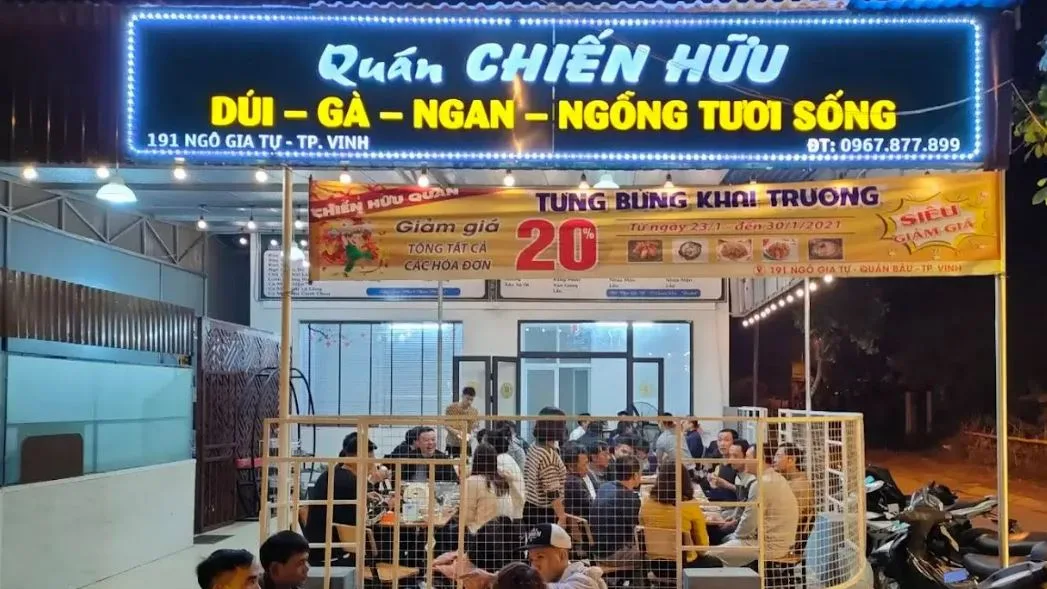 Quán CHIẾN HỮU
DÚI – GÀ – NGAN – NGỖNG TƯƠI SỐNG
191 NGÔ GIA TỰ - TP. VINH
ĐT: 0967.877.899
CHIẾN HỮU QUÁN
TƯNG BỪNG KHAI TRƯƠNG
Giảm giá
TỔNG TẤT CẢ
CÁC HÓA ĐƠN
20%
Từ ngày 23/1 - đến 30/1/2021
SIÊU
GIẢM GIÁ
191 NGÔ GIA TỰ - QUÁN BÀU - TP. VINH